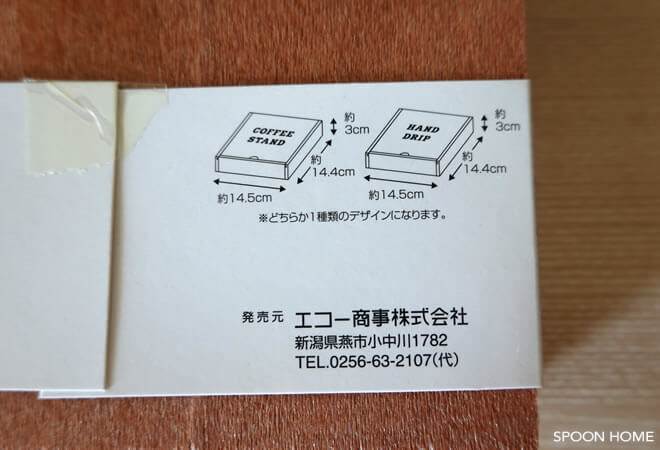 COFFEE
STAND
約
3cm
約
14.4cm
約14.5cm
HAND
DRIP
約
3cm
約
14.4cm
約14.5cm
※どちらか1種類のデザインになります。
発売元 エコー商事株式会社
新潟県燕市小中川1782
TEL.0256-63-2107(代)
SPOON HOME